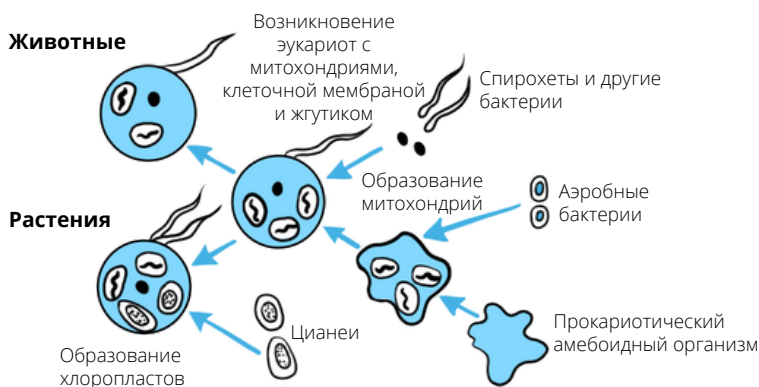 Животные
Возникновение
эукариот с
митохондриями,
клеточной мембраной
и жгутиком
Спирохеты и другие
бактерии
Образование
митохондрий
Аэробные
бактерии
Растения
Цианеи
Прокариотический
амебоидный организм
Образование
хлоропластов